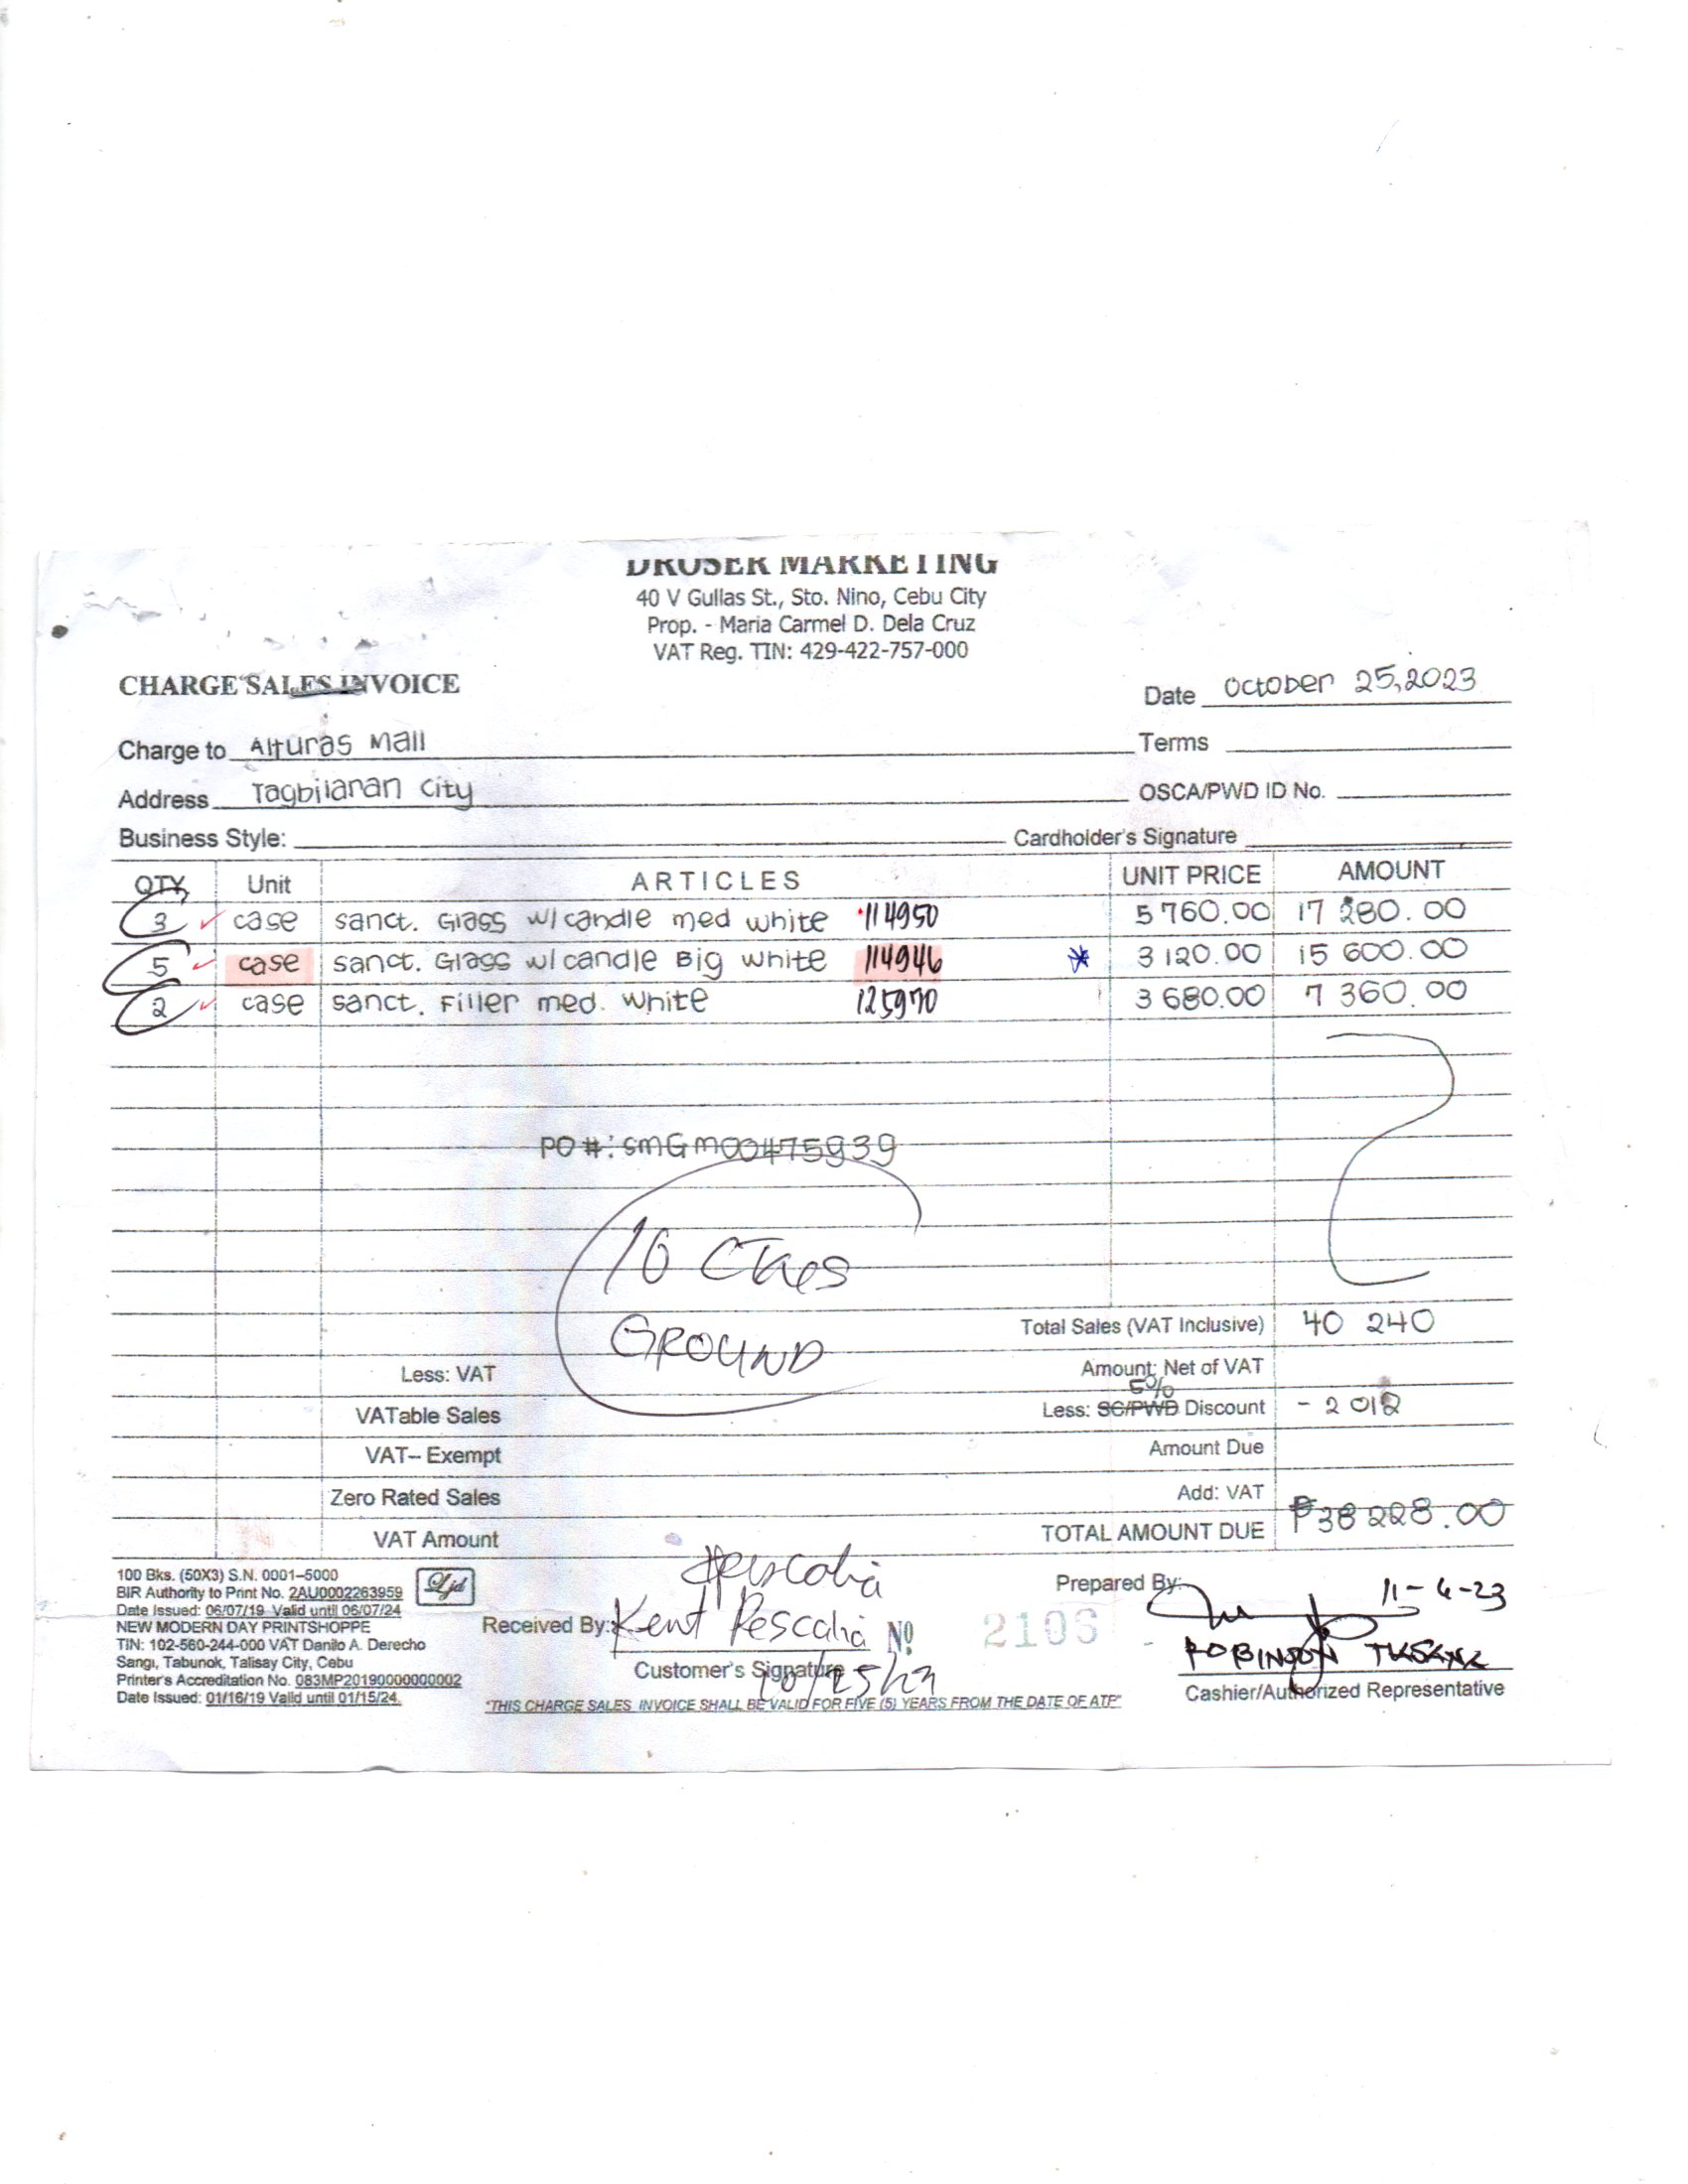 DRUSER MARKETING
40 V Gullas St., Sto. Nino, Cebu City
Prop. - Maria Carmel D. Dela Cruz
VAT Reg. TIN: 429-422-757-000
CHARGE SALES INVOICE
Date October 25, 2023
Charge to Alturas Mall Terms
Address Tagbilaran City OSCA/PWD ID No.
Business Style: Cardholder's Signature
QTY Unit ARTICLES UNIT PRICE AMOUNT
3 case sanct. Glass w/candle med white 114950 5 760.00 17 280.00
5 case sanct. Glass w/candle Big white 114946 3 120.00 15 600.00
2 case sanct. Filler med. white 125970 3 680.00 7 360.00
PO #: SMGM00475939
10
GROUND
Total Sales (VAT Inclusive) 40 240
Less: VAT Amount: Net of VAT
5%
VATable Sales Less: SC/PWD Discount - 2 012
VAT-- Exempt Amount Due
Zero Rated Sales Add: VAT
VAT Amount TOTAL AMOUNT DUE ₱38 228.00
100 Bks. (50X3) S.N. 0001-5000
BIR Authority to Print No. 2AU0002263959
Date Issued: 06/07/19 Valid until 06/07/24
NEW MODERN DAY PRINTSHOPPE
TIN: 102-560-244-000 VAT Danilo A. Derecho
Sangi, Tabunok, Talisay City, Cebu
Printer's Accreditation No. 083MP20190000000002
Date Issued: 01/16/19 Valid until 01/15/24.
Ljd
Received By: Kent Pescalia
Customer's Signature
10/25/23
Nº 2106
Prepared By: 11-6-23
ROBINSON
Cashier/Authorized Representative
"THIS CHARGE SALES INVOICE SHALL BE VALID FOR FIVE (5) YEARS FROM THE DATE OF ATP"